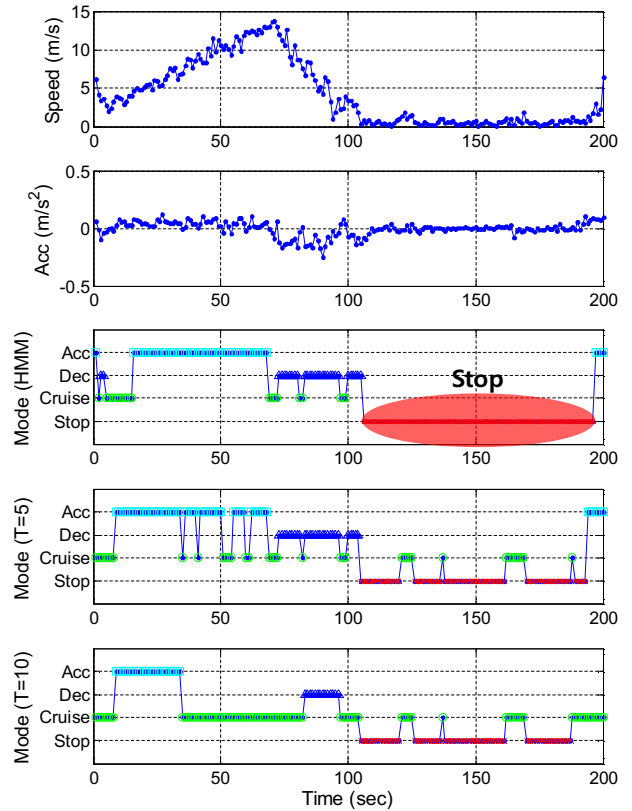 15
10
5
0
Speed (m/s)
0 50 100 150 200
0.5
0
-0.5
Acc (m/s²)
0 50 100 150 200
Acc
Dec
Cruise
Stop
Mode (HMM)
Stop
0 50 100 150 200
Acc
Dec
Cruise
Stop
Mode (T=5)
0 50 100 150 200
Acc
Dec
Cruise
Stop
Mode (T=10)
0 50 100 150 200
Time (sec)